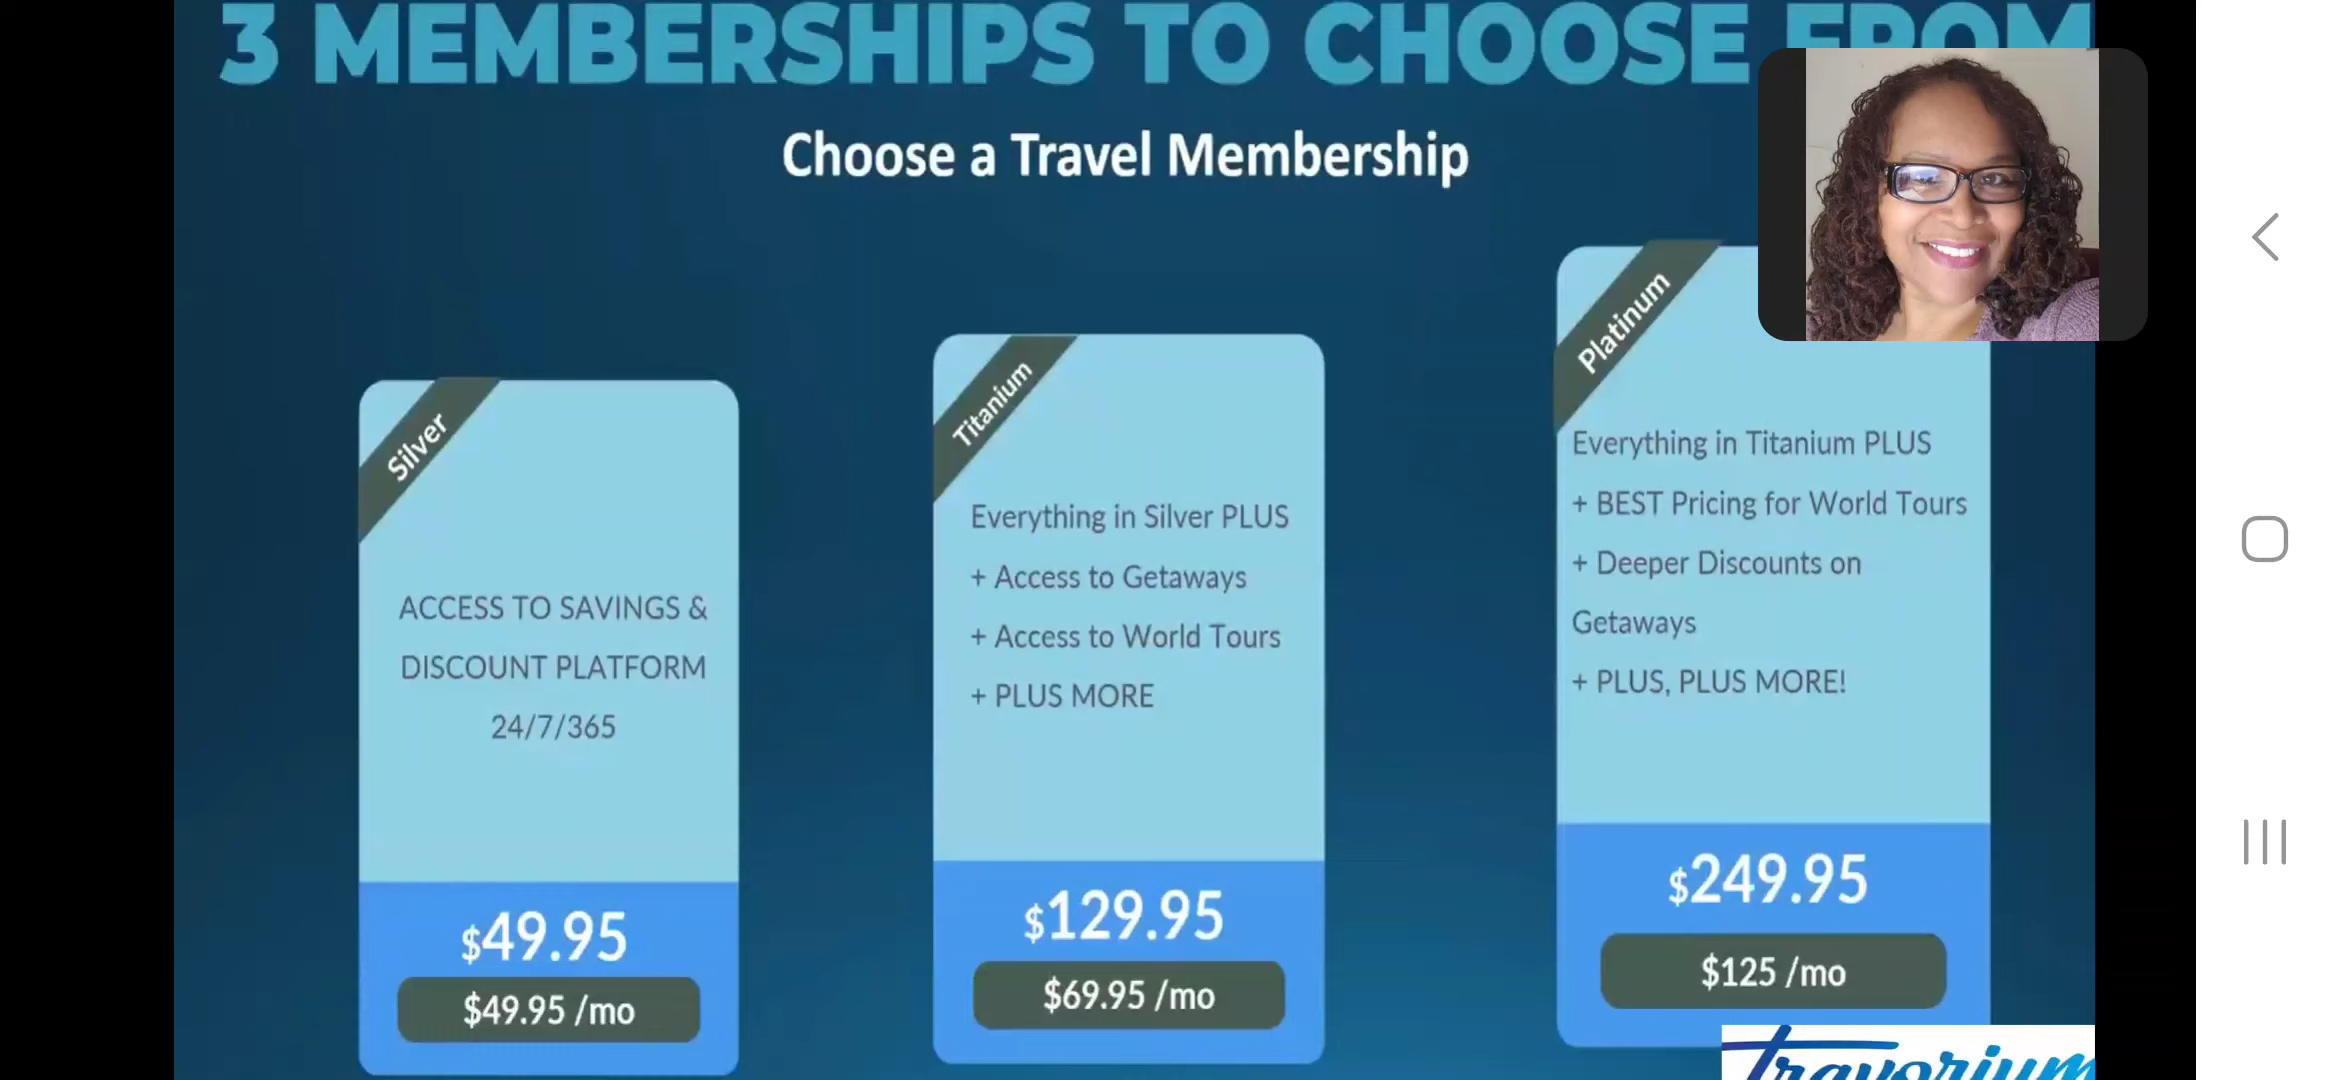 3 MEMBERSHIPS TO CHOOSE FROM
Choose a Travel Membership
Silver
ACCESS TO SAVINGS &
DISCOUNT PLATFORM
24/7/365
$49.95
$49.95 /mo
Titanium
Everything in Silver PLUS
+ Access to Getaways
+ Access to World Tours
+ PLUS MORE
$129.95
$69.95 /mo
Platinum
Everything in Titanium PLUS
+ BEST Pricing for World Tours
+ Deeper Discounts on
Getaways
+ PLUS, PLUS MORE!
$249.95
$125 /mo
Travorium